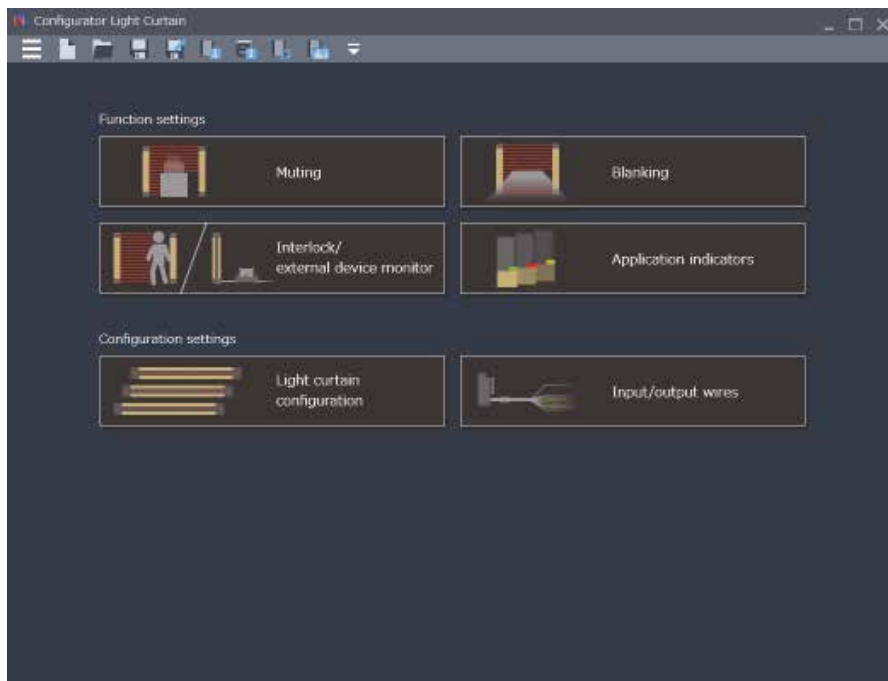 Configurator Light Curtain
Function settings
Muting
Blanking
Interlock/
external device monitor
Application indicators
Configuration settings
Light curtain
configuration
Input/output wires